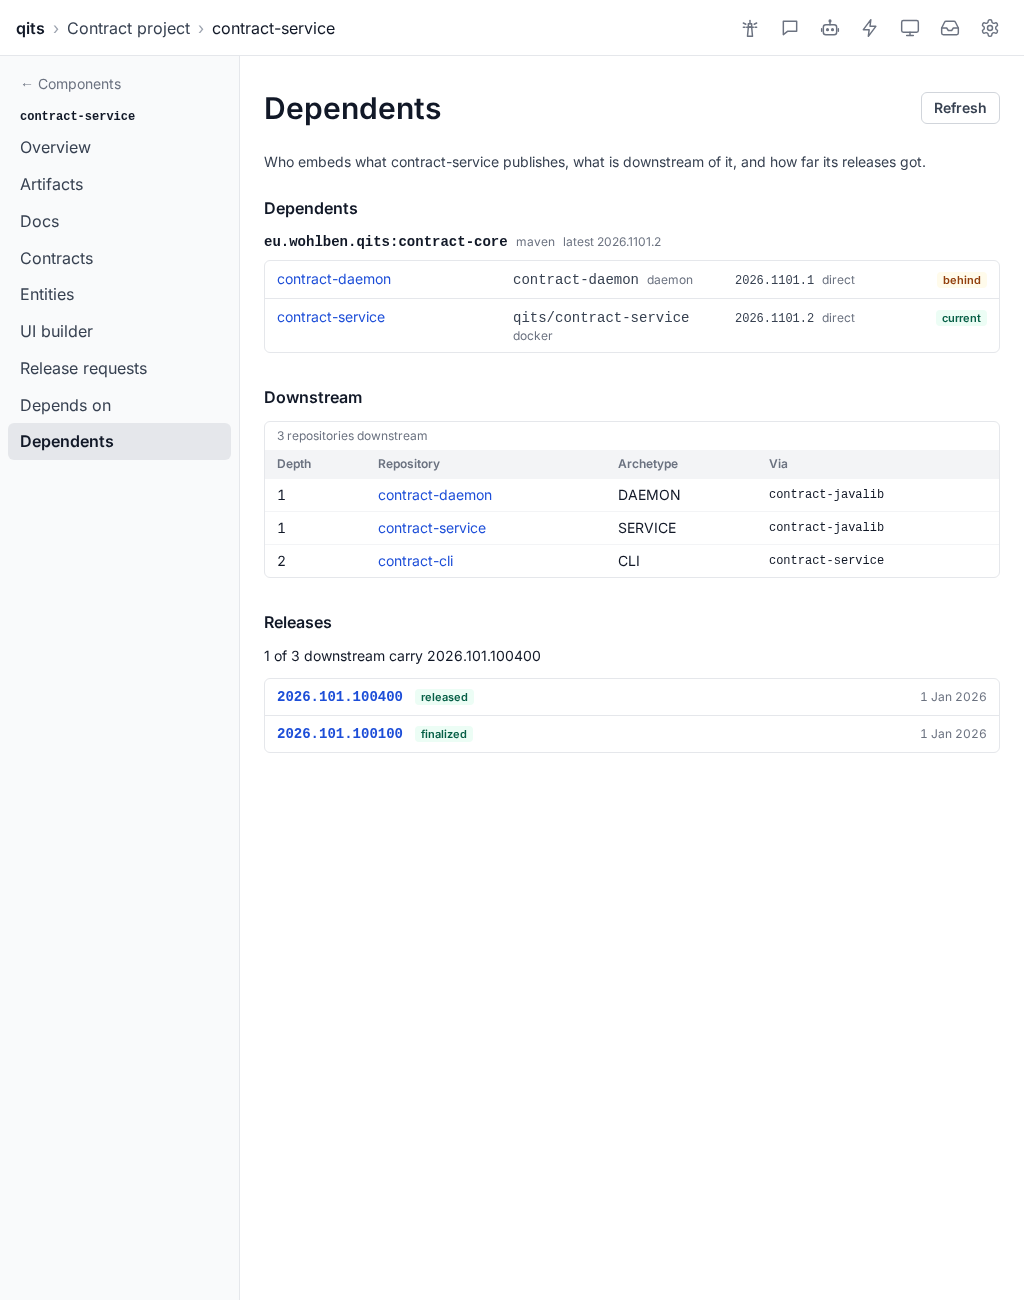 qits › Contract project › contract-service
← Components
contract-service
Overview
Artifacts
Docs
Contracts
Entities
UI builder
Release requests
Depends on
Dependents
Dependents
Refresh
Who embeds what contract-service publishes, what is downstream of it, and how far its releases got.
Dependents
eu.wohlben.qits:contract-core maven latest 2026.1101.2
contract-daemon contract-daemon daemon 2026.1101.1 direct behind
contract-service qits/contract-service docker 2026.1101.2 direct current
Downstream
3 repositories downstream
Depth Repository Archetype Via
1 contract-daemon DAEMON contract-javalib
1 contract-service SERVICE contract-javalib
2 contract-cli CLI contract-service
Releases
1 of 3 downstream carry 2026.101.100400
2026.101.100400 released 1 Jan 2026
2026.101.100100 finalized 1 Jan 2026